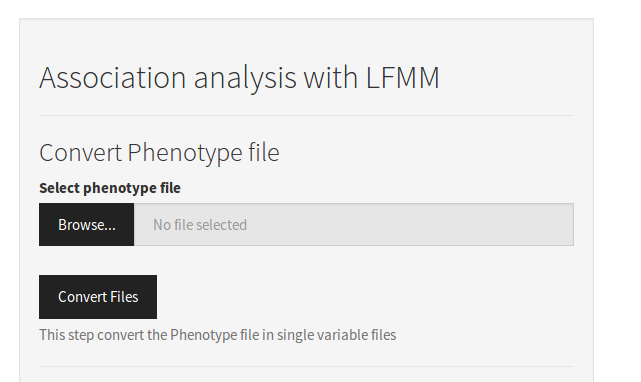 Association analysis with LFMM
Convert Phenotype file
Select phenotype file
Browse... No file selected
Convert Files
This step convert the Phenotype file in single variable files